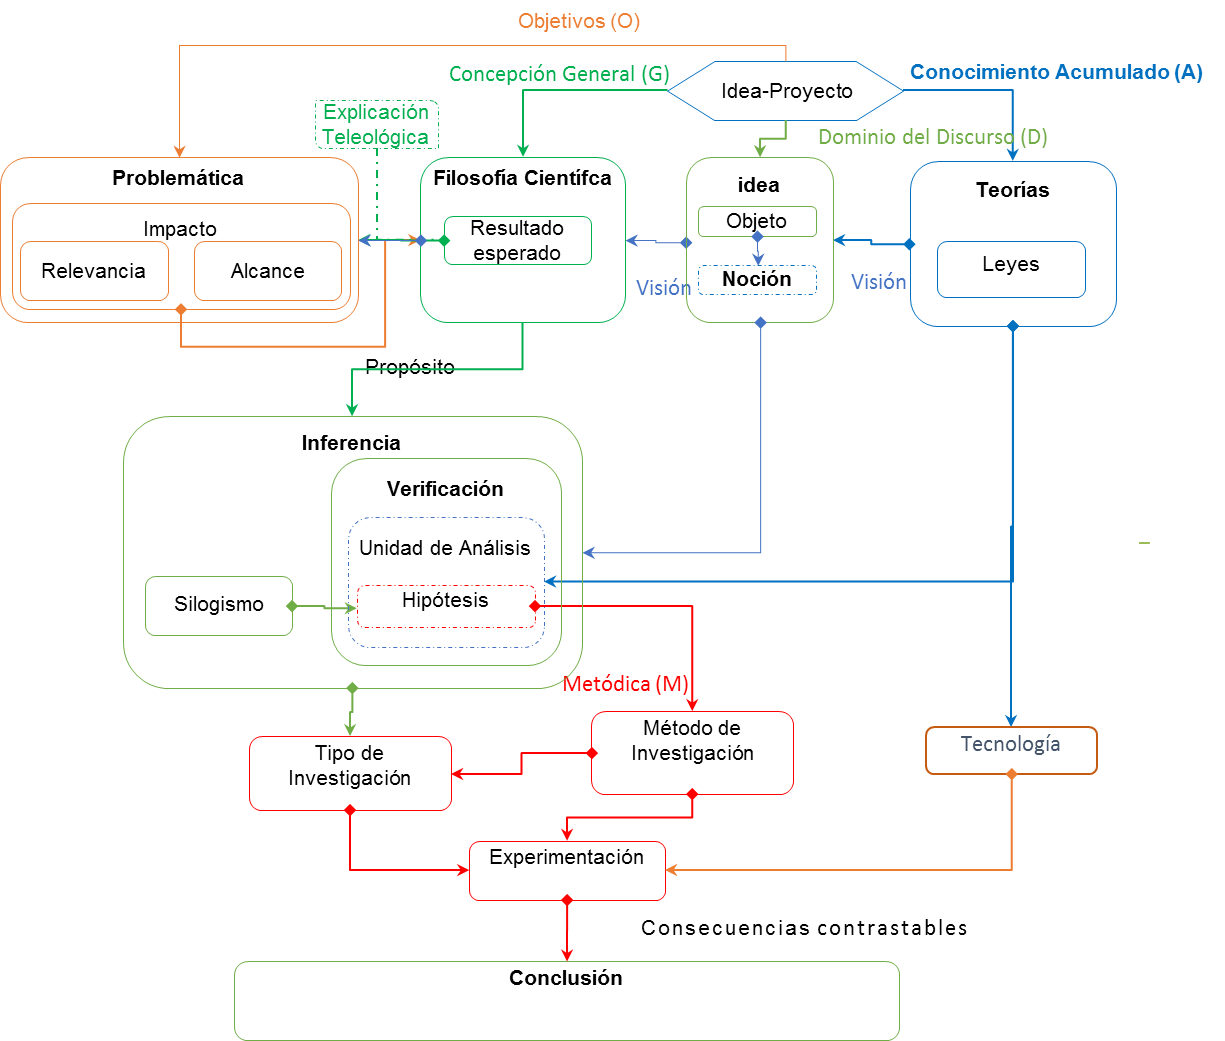 Objetivos (O)
Concepción General (G)
Idea-Proyecto
Conocimiento Acumulado (A)
Explicación
Teleológica
Dominio del Discurso (D)
Problemática
Impacto
Relevancia
Alcance
Filosofía Cientifca
Resultado
esperado
idea
Objeto
Noción
Visión
Teorías
Leyes
Visión
Propósito
Inferencia
Verificación
Unidad de Análisis
Hipótesis
Silogismo
Metódica (M)
Tipo de
Investigación
Método de
Investigación
Tecnología
Experimentación
Consecuencias contrastables
Conclusión